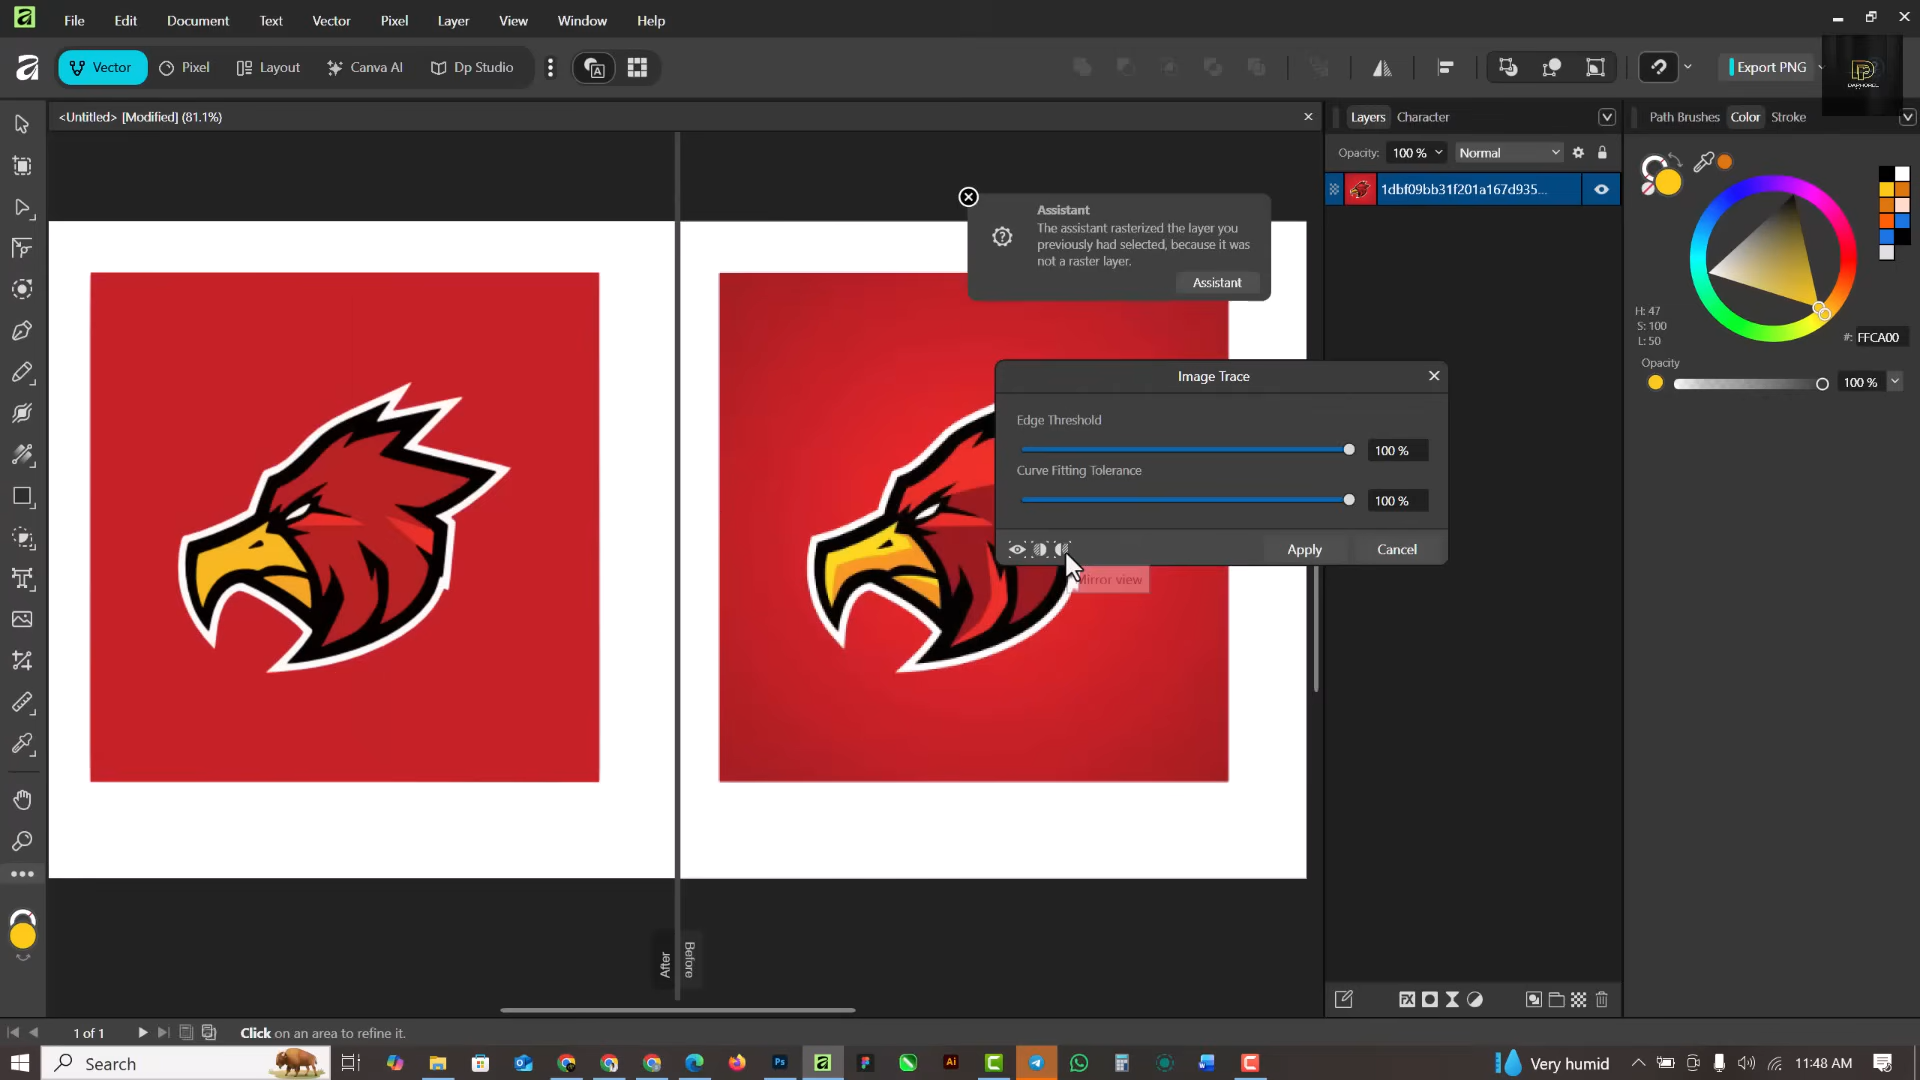 File Edit Document Text Vector Pixel Layer View Window Help
Vector Pixel Layout Canva AI Dp Studio
Export PNG
DAPHOREL
<Untitled> [Modified] (81.1%)
Layers Character
Path Brushes Color Stroke
Opacity: 100 % Normal
1dbf09bb31f201a167d935...
Assistant
The assistant rasterized the layer you
previously had selected, because it was
not a raster layer.
Assistant
H: 47
S: 100
L: 50
#: FFCA00
Opacity
100 %
Image Trace
Edge Threshold
100 %
Curve Fitting Tolerance
100 %
Apply Cancel
Mirror view
After
Before
1 of 1
Click on an area to refine it.
Search
Ps
Ai
Very humid
11:48 AM